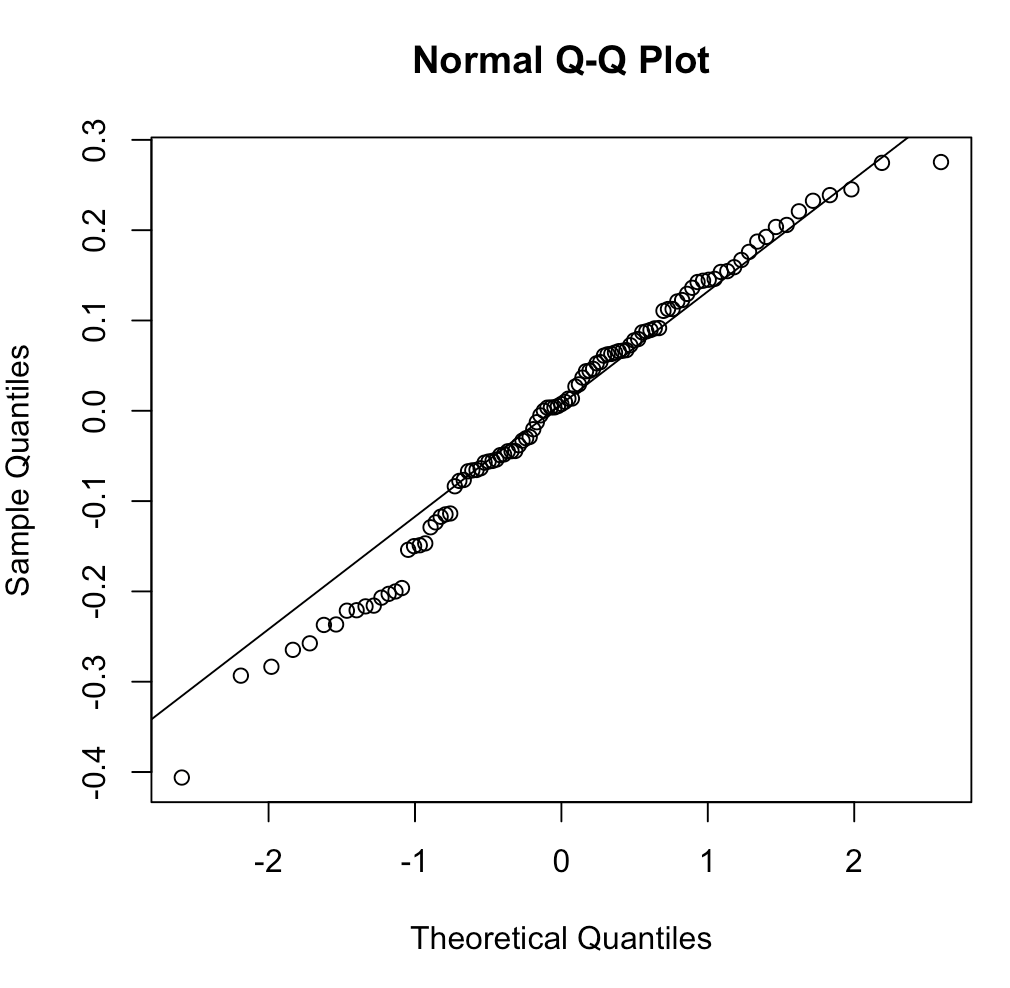 Normal Q-Q Plot
Sample Quantiles
0.3
0.2
0.1
0.0
-0.1
-0.2
-0.3
-0.4
-2 -1 0 1 2
Theoretical Quantiles